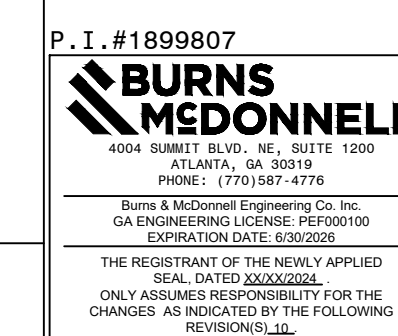 P.I.#1899807
BURNS
MCDONNELL
4004 SUMMIT BLVD. NE, SUITE 1200
ATLANTA, GA 30319
PHONE: (770)587-4776
Burns & McDonnell Engineering Co. Inc.
GA ENGINEERING LICENSE: PEF000100
EXPIRATION DATE: 6/30/2026
THE REGISTRANT OF THE NEWLY APPLIED
SEAL, DATED XX/XX/2024 .
ONLY ASSUMES RESPONSIBILITY FOR THE
CHANGES AS INDICATED BY THE FOLLOWING
REVISION(S) 10 .